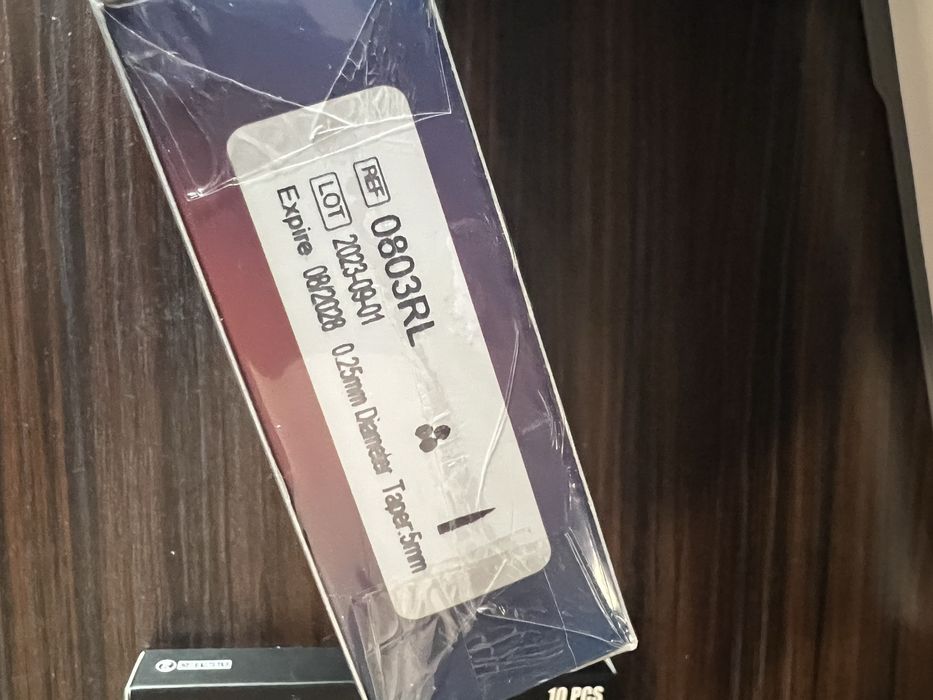 REF 0803RL
LOT 2023-09-01
Expire 08/2028 0.25mm Diameter Taper:5mm
10 PCS